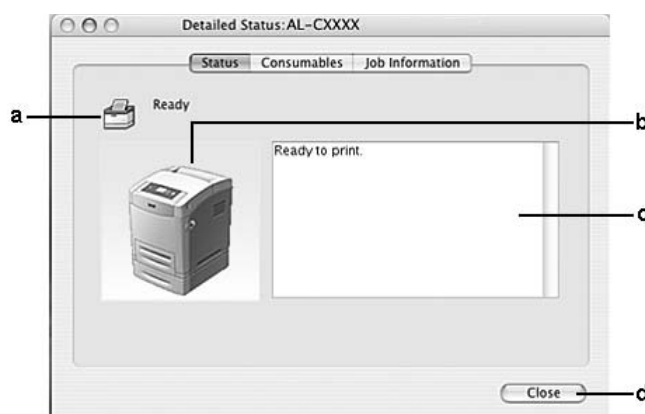 Detailed Status:AL-CXXXX
Status Consumables Job Information
a
Ready
b
Ready to print.
c
Close
d